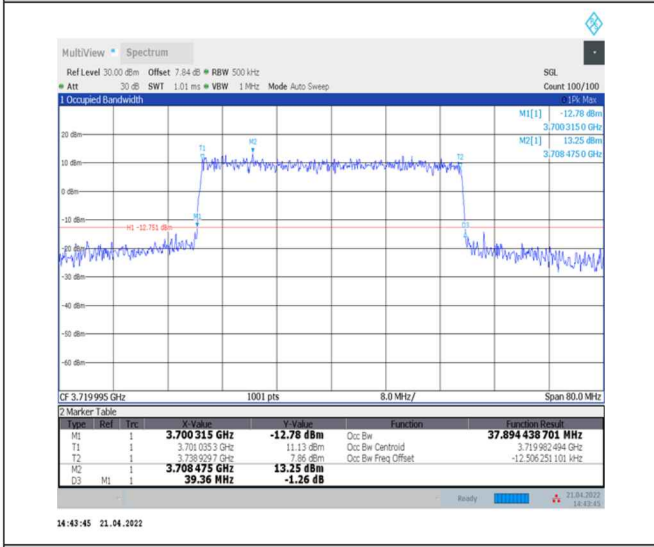 MultiView Spectrum
Ref Level 30.00 dBm Offset 7.84 dB RBW 500 kHz SGL
Att 30 dB SWT 1.01 ms VBW 1 MHz Mode Auto Sweep Count 100/100
1 Occupied Bandwidth 1Pk Max
M1[1] -12.78 dBm
3.700 315 0 GHz
M2[1] 13.25 dBm
3.708 475 0 GHz
20 dBm
T2
M2
T2
10 dBm
0 dBm
-10 dBm
M1
H1 -12.751 dBm
D3
-20 dBm
-30 dBm
-40 dBm
-50 dBm
-60 dBm
CF 3.719 995 GHz 1001 pts 8.0 MHz/ Span 80.0 MHz
2 Marker Table
Type Ref Trc X-Value Y-Value Function Function Result
M1 1 3.700 315 GHz -12.78 dBm Occ Bw 37.894 438 701 MHz
T1 1 3.701 035 3 GHz 11.13 dBm Occ Bw Centroid 3.719 982 494 GHz
T2 1 3.738 929 7 GHz 7.86 dBm Occ Bw Freq Offset -12.506 251 101 kHz
M2 1 3.708 475 GHz 13.25 dBm
D3 M1 1 39.36 MHz -1.26 dB
Ready 21.04.2022
14:43:45
14:43:45 21.04.2022